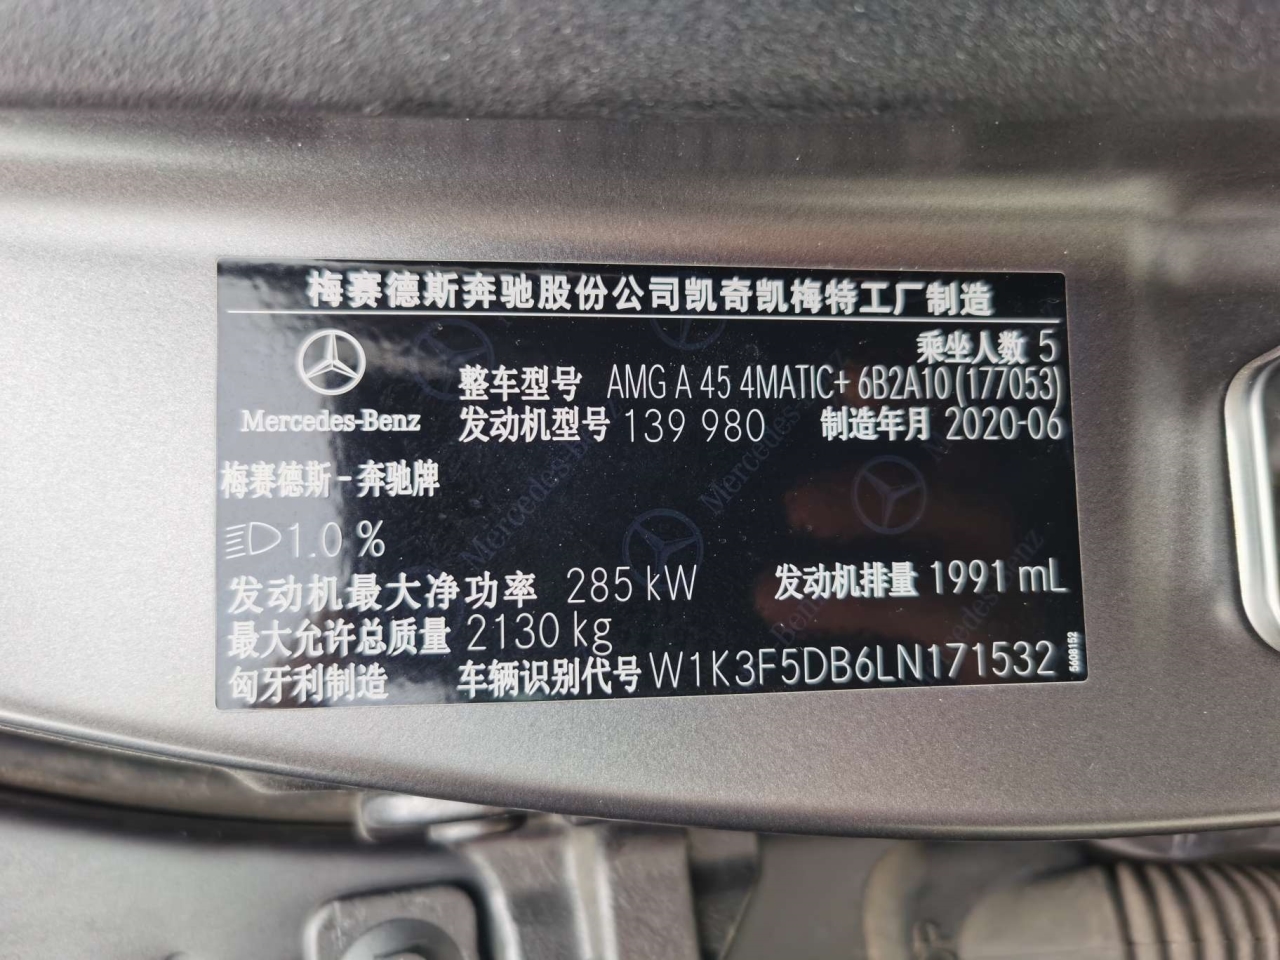 梅赛德斯奔驰股份公司凯奇凯梅特工厂制造
乘坐人数 5
整车型号 AMG A 45 4MATIC+ 6B2A10(177053)
Mercedes-Benz
发动机型号 139 980 制造年月 2020-06
梅赛德斯-奔驰牌
1.0 %
发动机最大净功率 285 kW 发动机排量 1991 mL
最大允许总质量 2130 kg
匈牙利制造 车辆识别代号 W1K3F5DB6LN171532
5608152